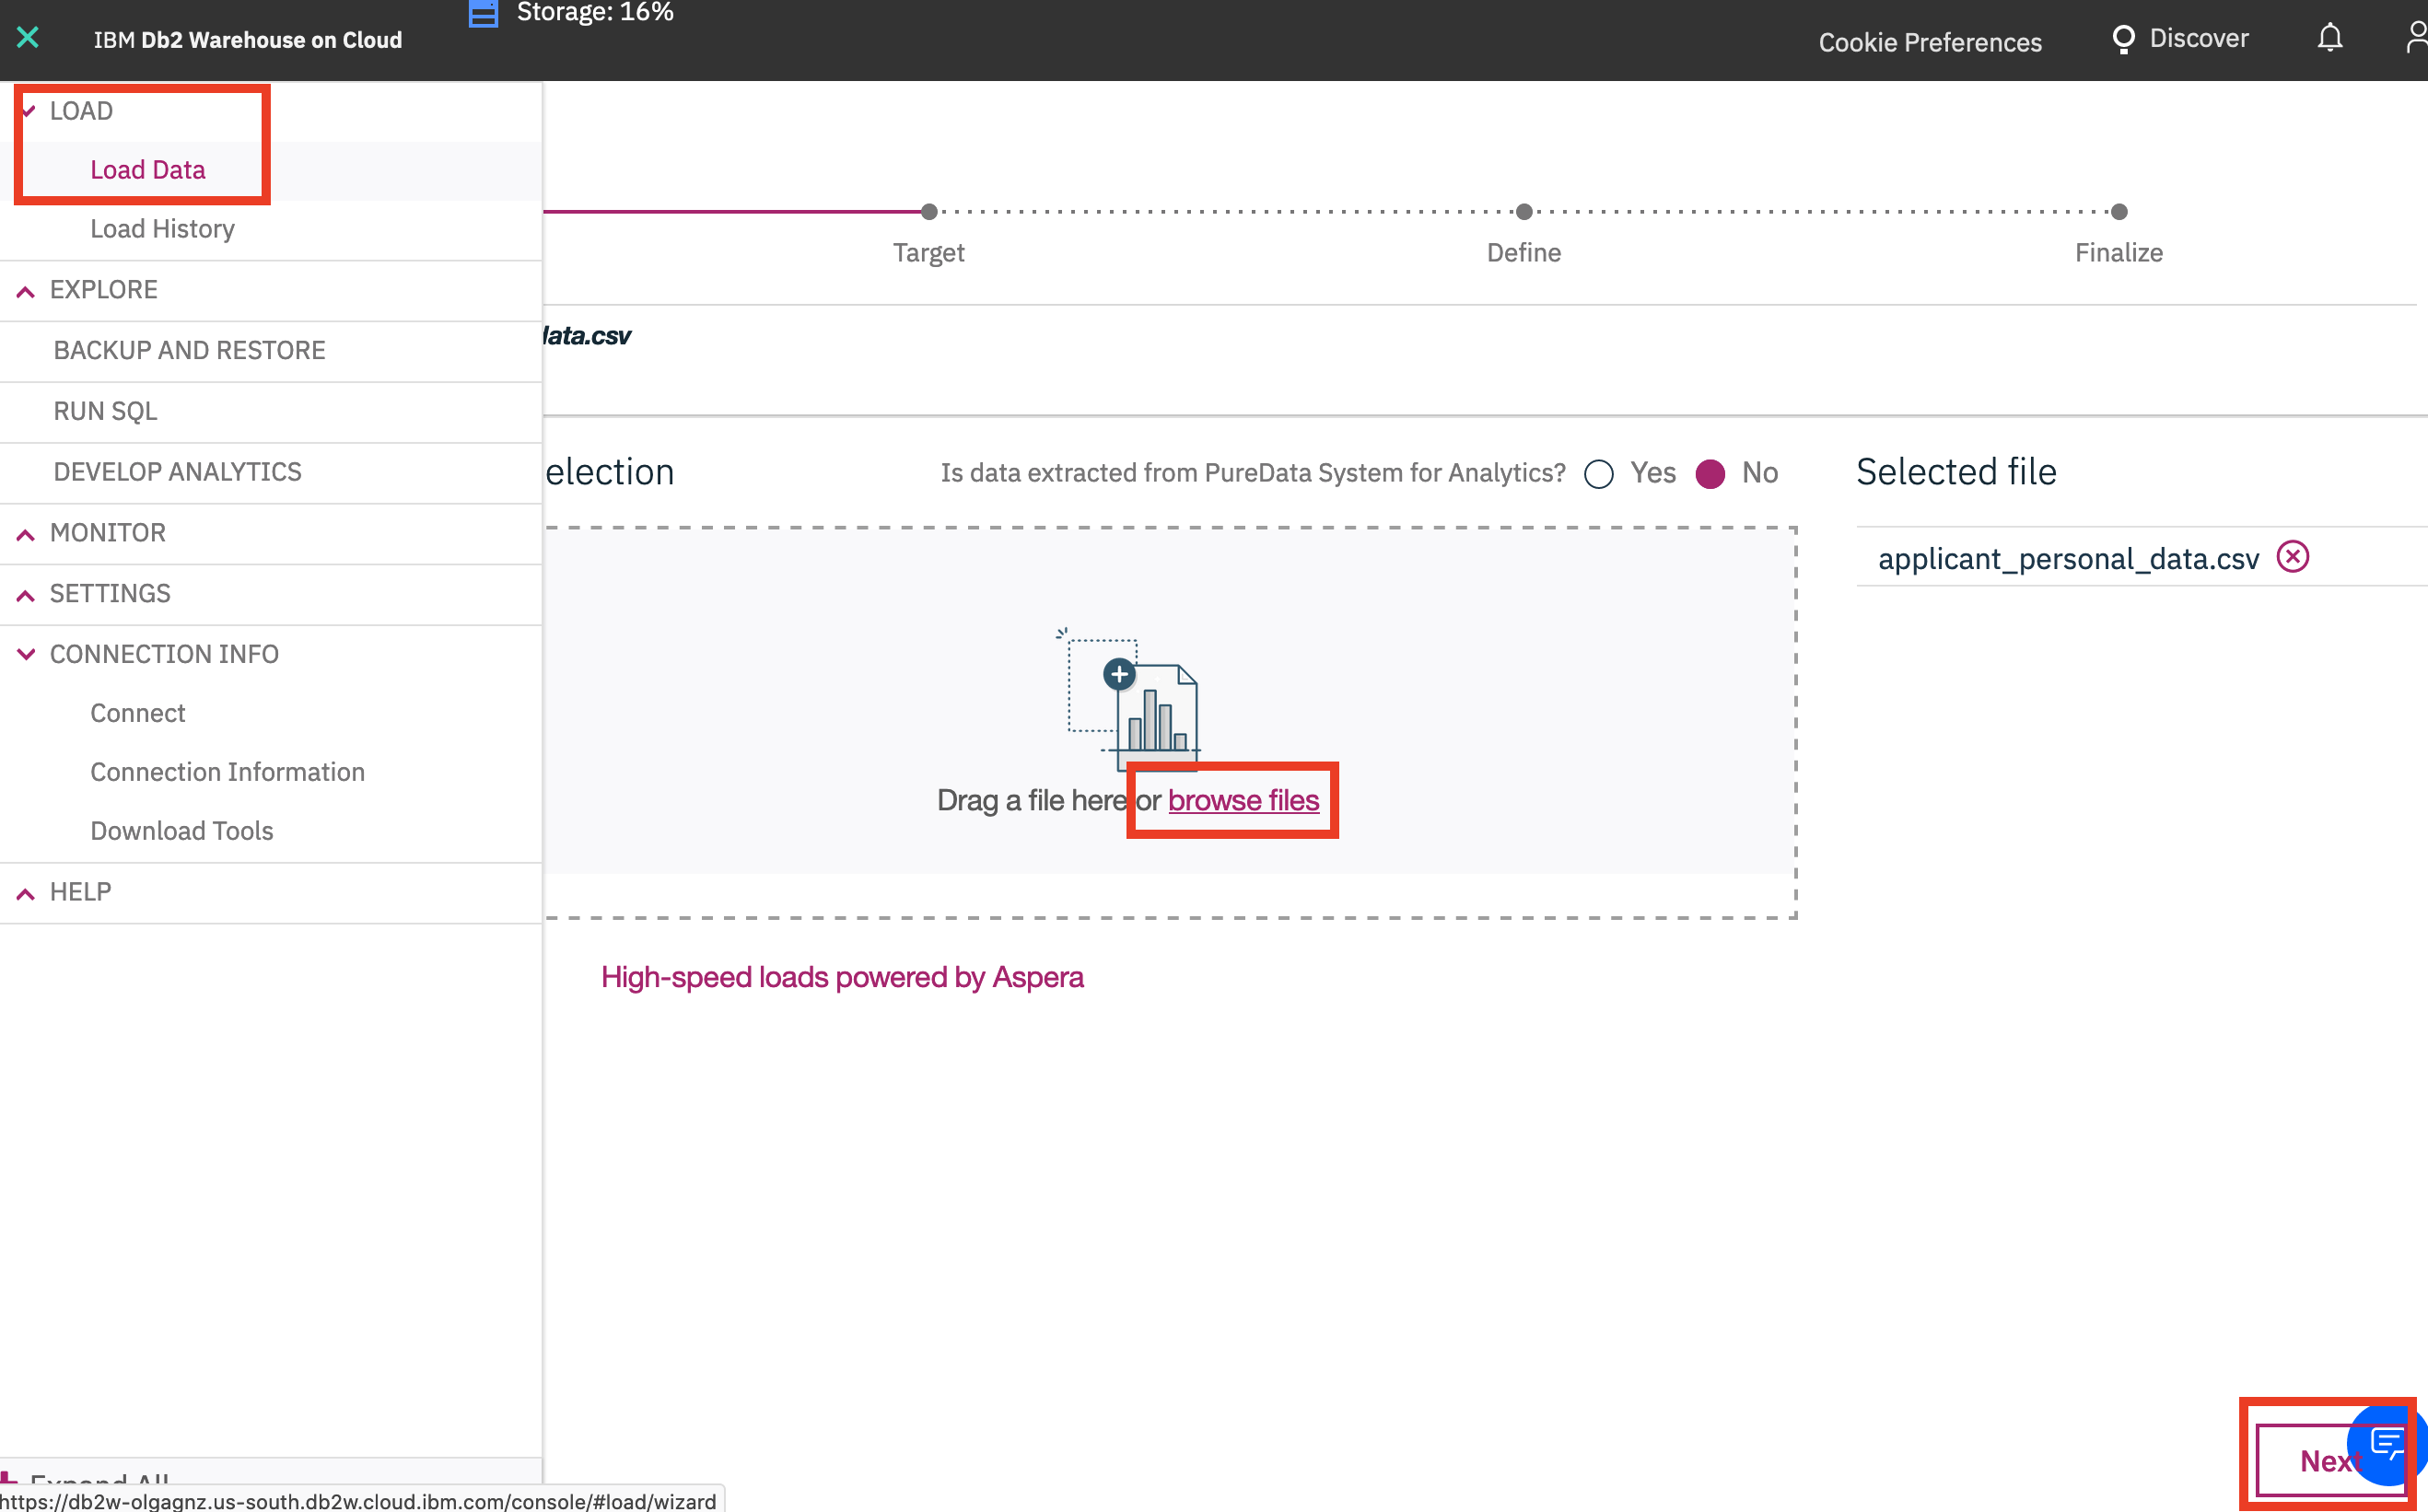 Storage: 16%
IBM Db2 Warehouse on Cloud
Cookie Preferences
Discover
LOAD
Load Data
Load History
EXPLORE
BACKUP AND RESTORE
RUN SQL
DEVELOP ANALYTICS
MONITOR
SETTINGS
CONNECTION INFO
Connect
Connection Information
Download Tools
HELP
Expand All
https://db2w-olgagnz.us-south.db2w.cloud.ibm.com/console/#load/wizard
Target
Define
Finalize
data.csv
election
Is data extracted from PureData System for Analytics? Yes No
Drag a file here or browse files
High-speed loads powered by Aspera
Selected file
applicant_personal_data.csv
Next